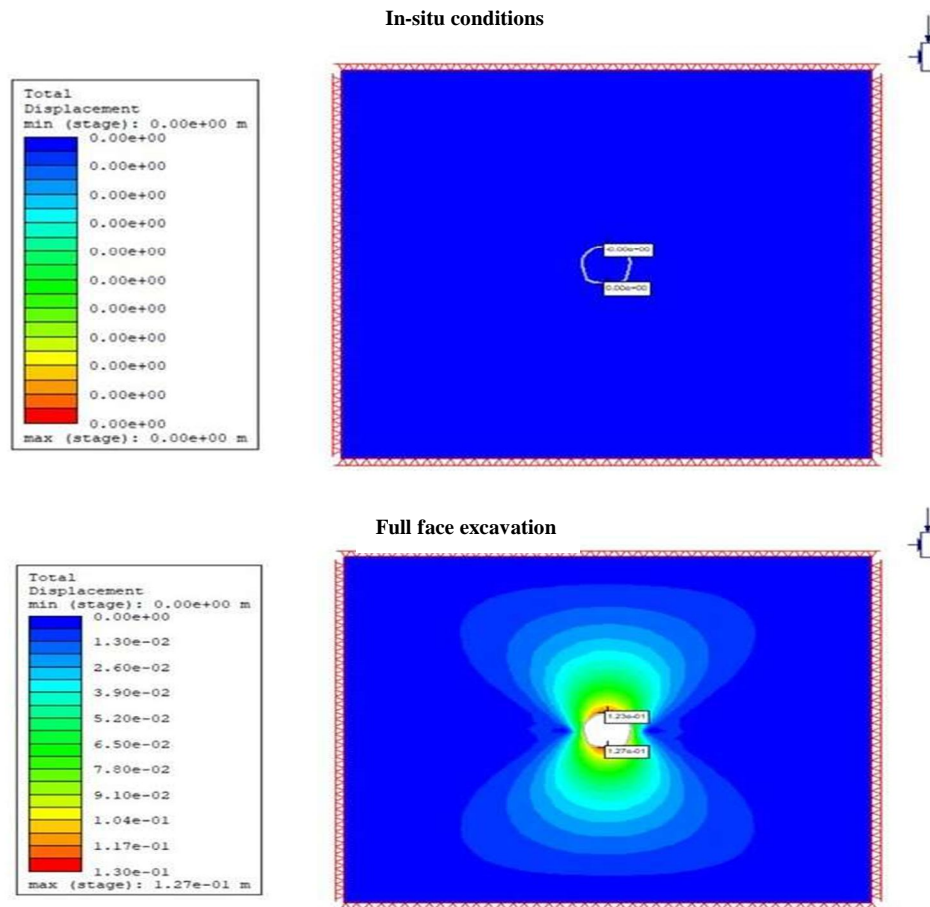 In-situ conditions
Total
Displacement
min (stage): 0.00e+00 m
0.00e+00
0.00e+00
0.00e+00
0.00e+00
0.00e+00
0.00e+00
0.00e+00
0.00e+00
0.00e+00
0.00e+00
0.00e+00
max (stage): 0.00e+00 m
-0.00e+00
0.00e+00
Full face excavation
Total
Displacement
min (stage): 0.00e+00 m
0.00e+00
1.30e-02
2.60e-02
3.90e-02
5.20e-02
6.50e-02
7.80e-02
9.10e-02
1.04e-01
1.17e-01
1.30e-01
max (stage): 1.27e-01 m
1.23e-01
1.27e-01